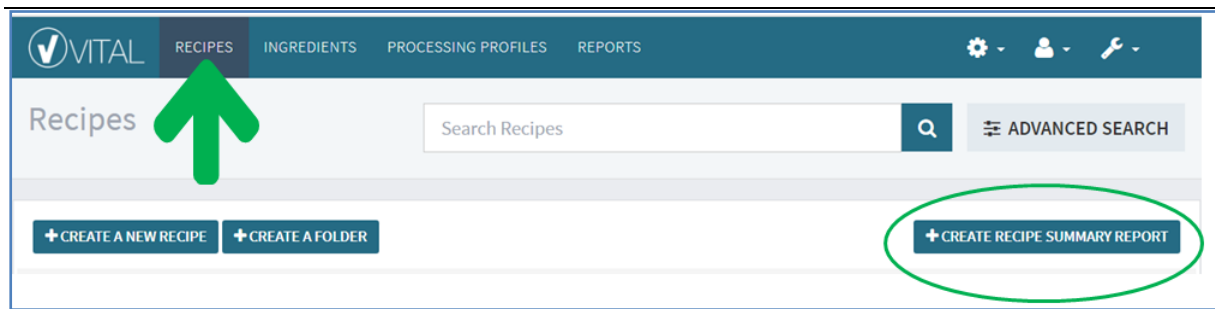 VITAL RECIPES INGREDIENTS PROCESSING PROFILES REPORTS
Recipes Search Recipes ADVANCED SEARCH
+CREATE A NEW RECIPE +CREATE A FOLDER +CREATE RECIPE SUMMARY REPORT